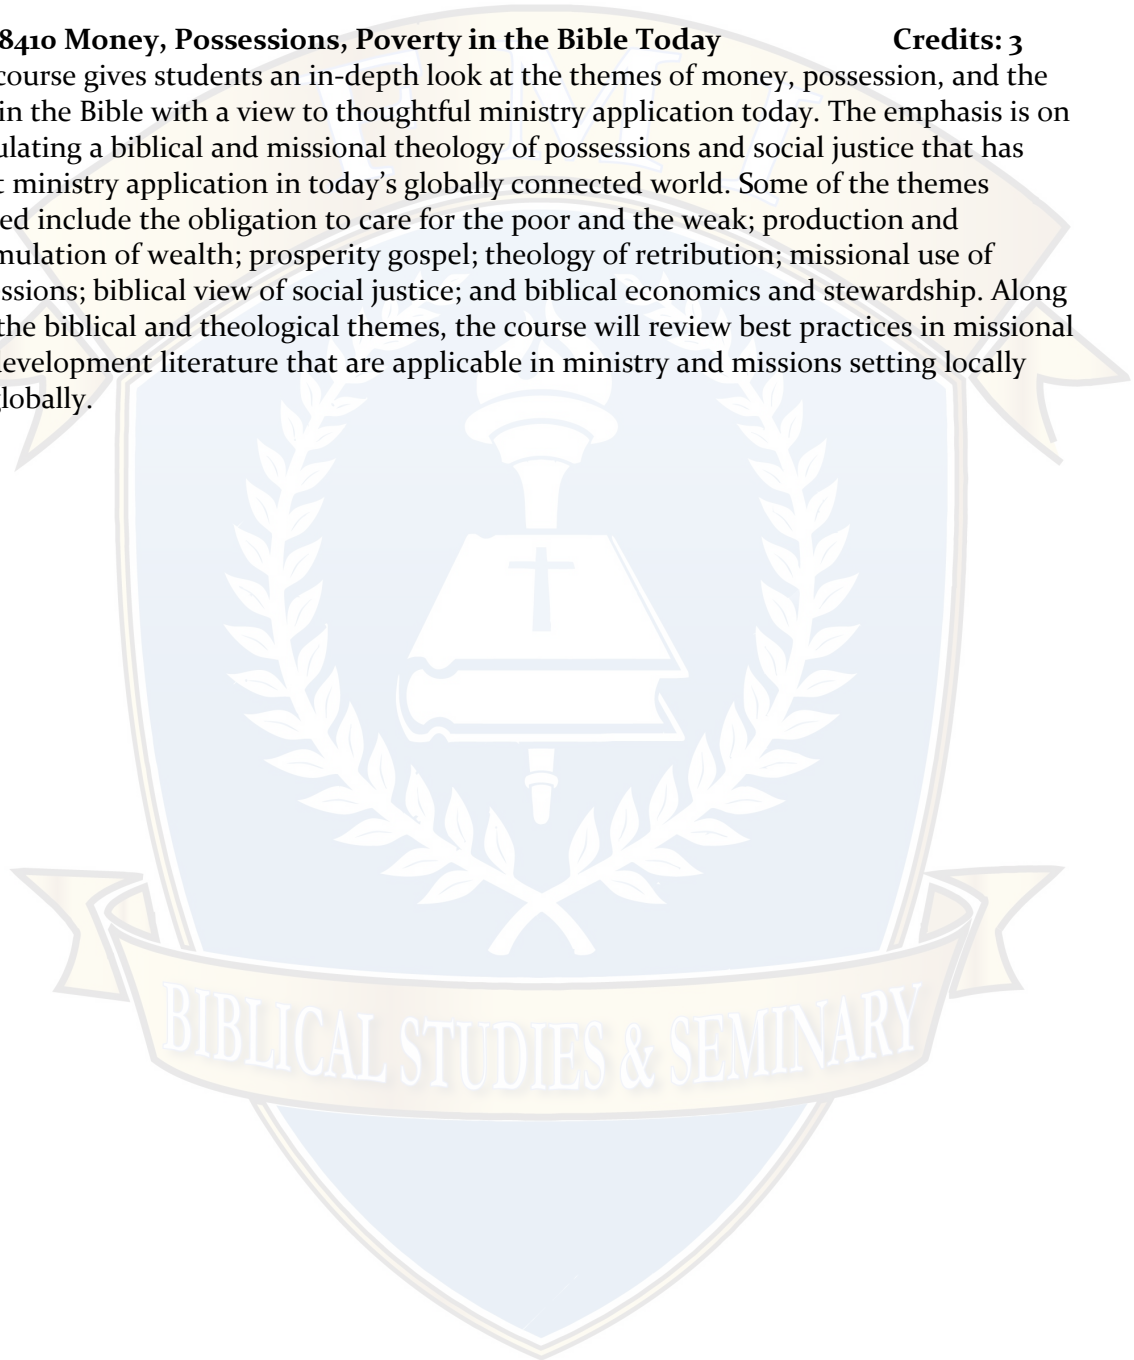 8410 Money, Possessions, Poverty in the Bible Today Credits: 3
course gives students an in-depth look at the themes of money, possession, and the
in the Bible with a view to thoughtful ministry application today. The emphasis is on
ulating a biblical and missional theology of possessions and social justice that has
t ministry application in today's globally connected world. Some of the themes
ed include the obligation to care for the poor and the weak; production and
mulation of wealth; prosperity gospel; theology of retribution; missional use of
ssions; biblical view of social justice; and biblical economics and stewardship. Along
the biblical and theological themes, the course will review best practices in missional
development literature that are applicable in ministry and missions setting locally
globally.
FMI
BIBLICAL STUDIES & SEMINARY